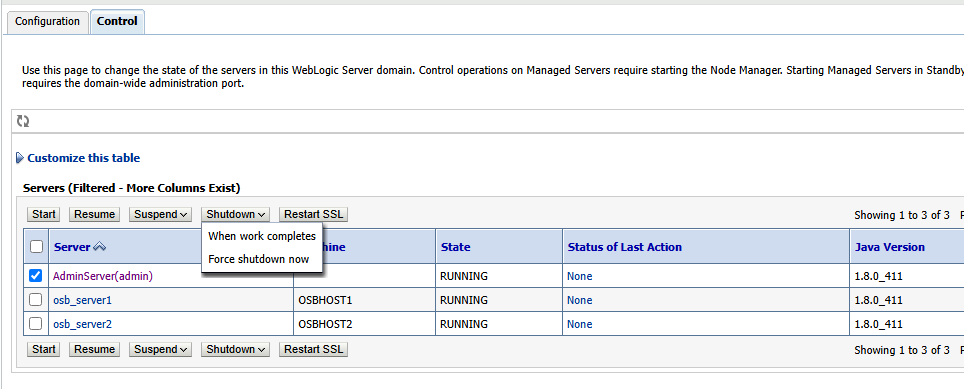 Configuration Control
Use this page to change the state of the servers in this WebLogic Server domain. Control operations on Managed Servers require starting the Node Manager. Starting Managed Servers in Standby
requires the domain-wide administration port.
Customize this table
Servers (Filtered - More Columns Exist)
Start Resume Suspend Shutdown Restart SSL Showing 1 to 3 of 3
When work completes
Force shutdown now
Server hine State Status of Last Action Java Version
AdminServer(admin) RUNNING None 1.8.0_411
osb_server1 OSBHOST1 RUNNING None 1.8.0_411
osb_server2 OSBHOST2 RUNNING None 1.8.0_411
Start Resume Suspend Shutdown Restart SSL Showing 1 to 3 of 3